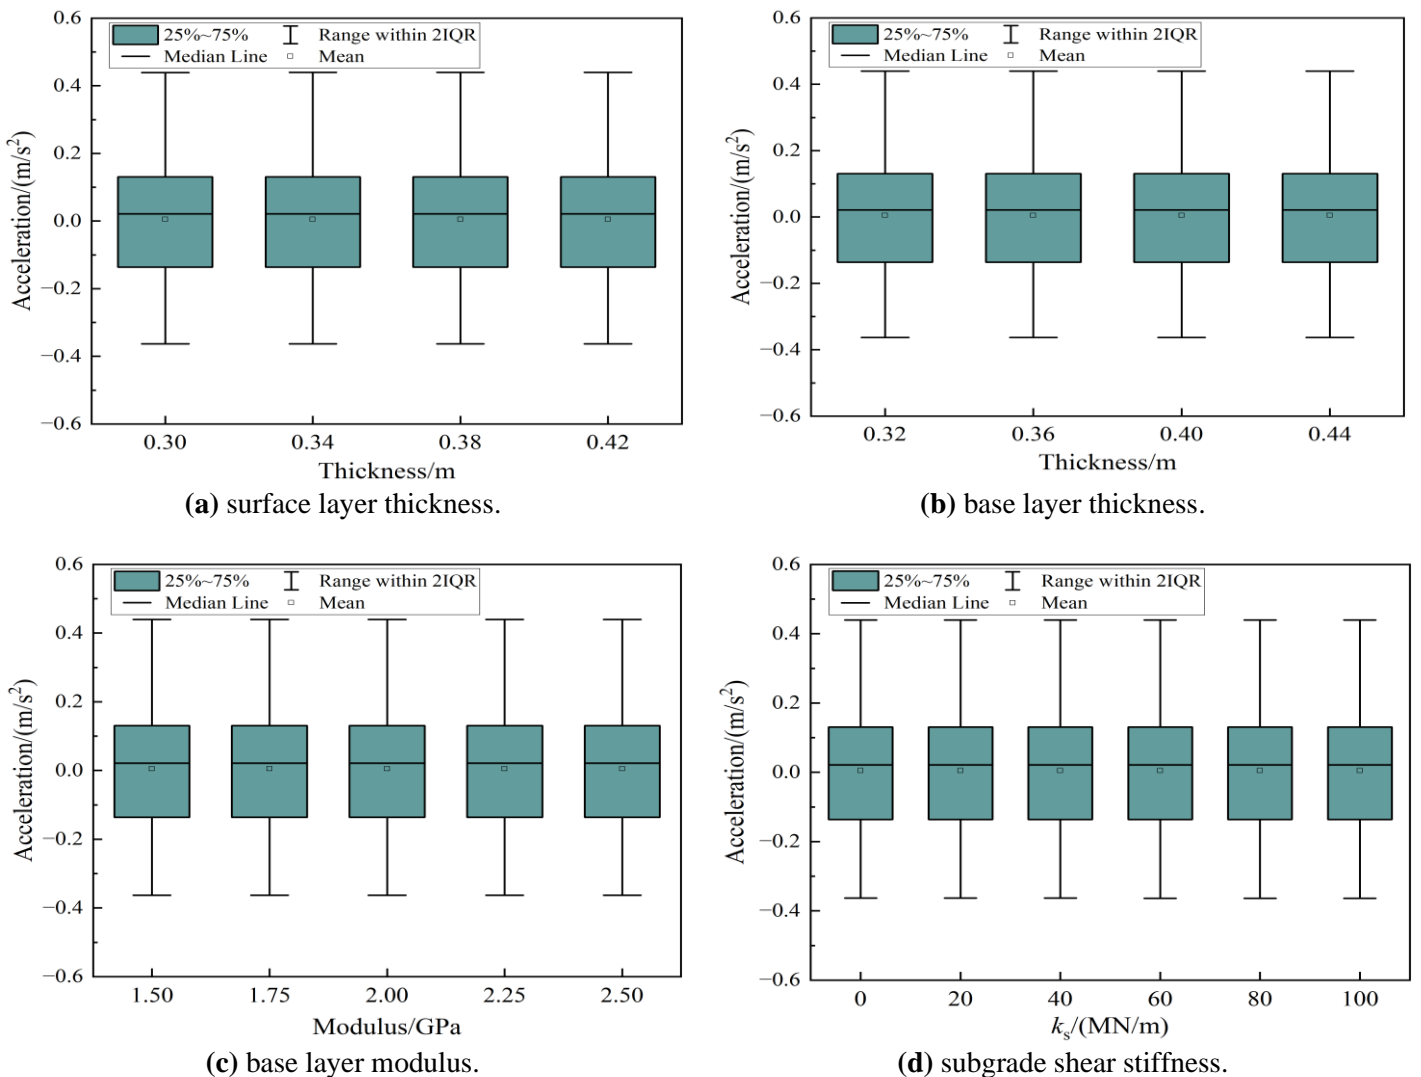 25%~75% Range within 2IQR
Median Line Mean
Acceleration/(m/s²)
0.6
0.4
0.2
0.0
−0.2
−0.4
−0.6
0.30 0.34 0.38 0.42
Thickness/m
(a) surface layer thickness.
25%~75% Range within 2IQR
Median Line Mean
Acceleration/(m/s²)
0.6
0.4
0.2
0.0
−0.2
−0.4
−0.6
0.32 0.36 0.40 0.44
Thickness/m
(b) base layer thickness.
25%~75% Range within 2IQR
Median Line Mean
Acceleration/(m/s²)
0.6
0.4
0.2
0.0
−0.2
−0.4
−0.6
1.50 1.75 2.00 2.25 2.50
Modulus/GPa
(c) base layer modulus.
25%~75% Range within 2IQR
Median Line Mean
Acceleration/(m/s²)
0.6
0.4
0.2
0.0
−0.2
−0.4
−0.6
0 20 40 60 80 100
kₛ/(MN/m)
(d) subgrade shear stiffness.